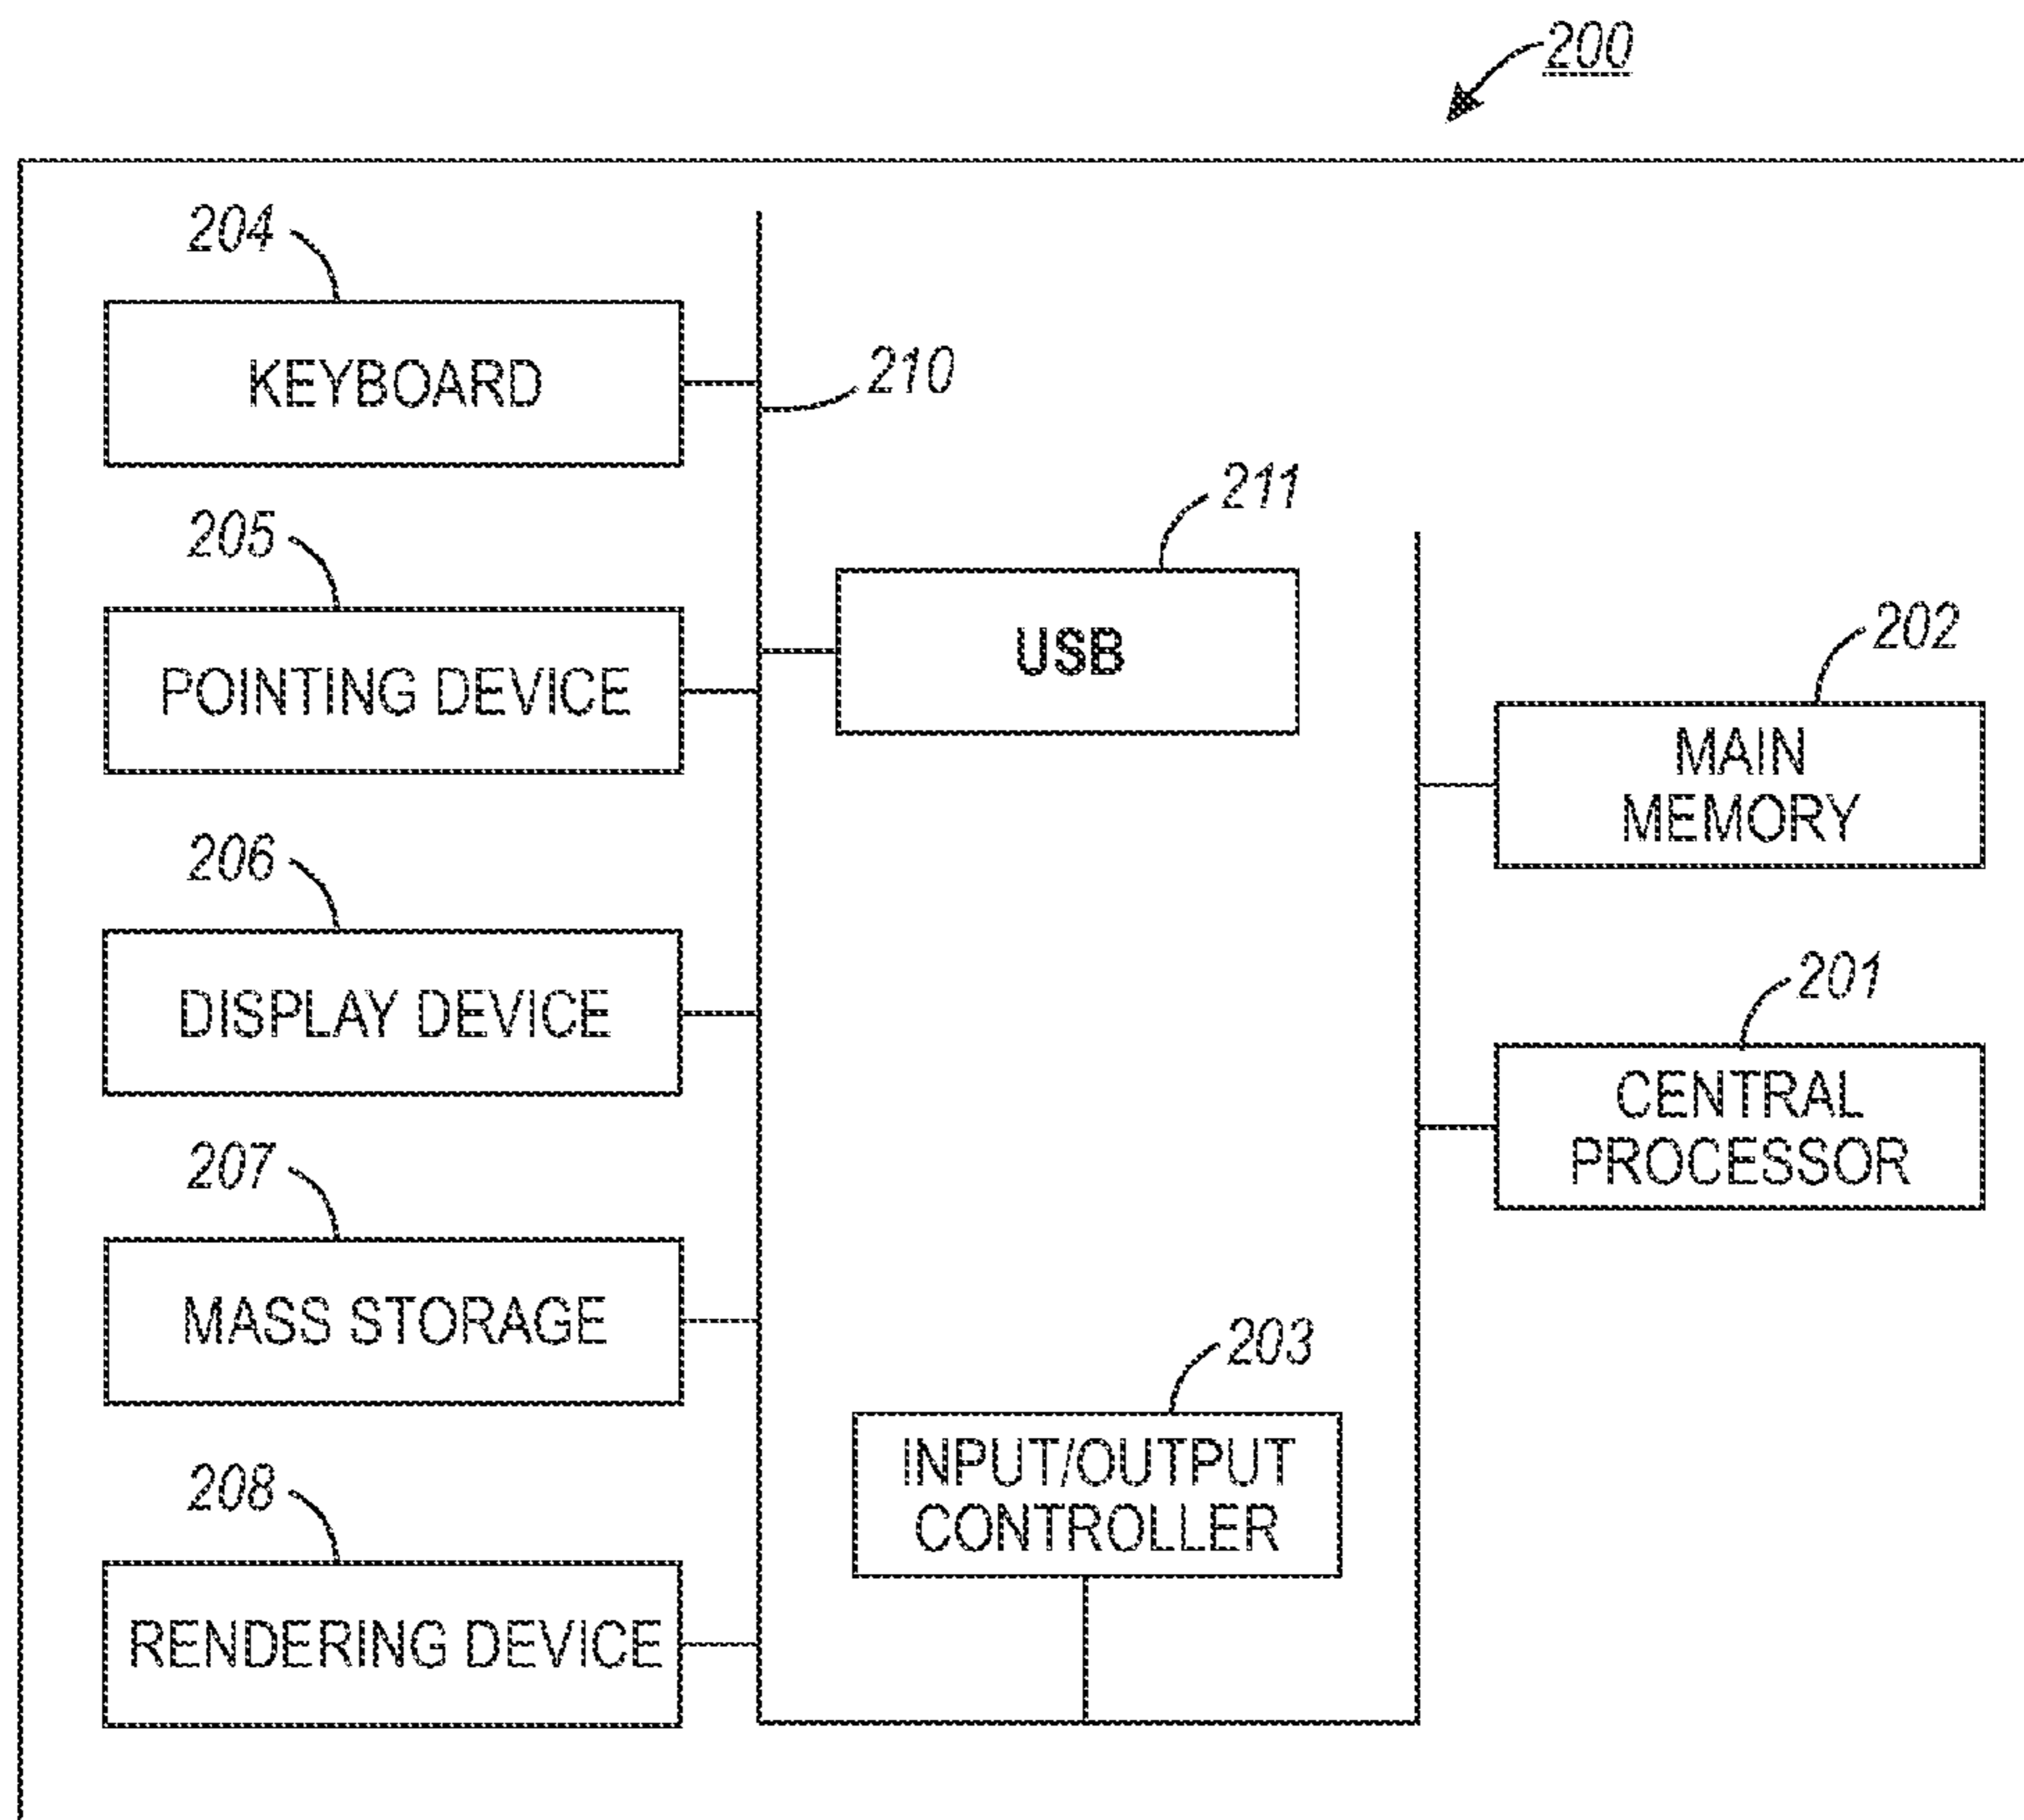 200
204
KEYBOARD
210
205
POINTING DEVICE
211
USB
202
MAIN
MEMORY
206
DISPLAY DEVICE
201
CENTRAL
PROCESSOR
207
MASS STORAGE
203
INPUT/OUTPUT
CONTROLLER
208
RENDERING DEVICE